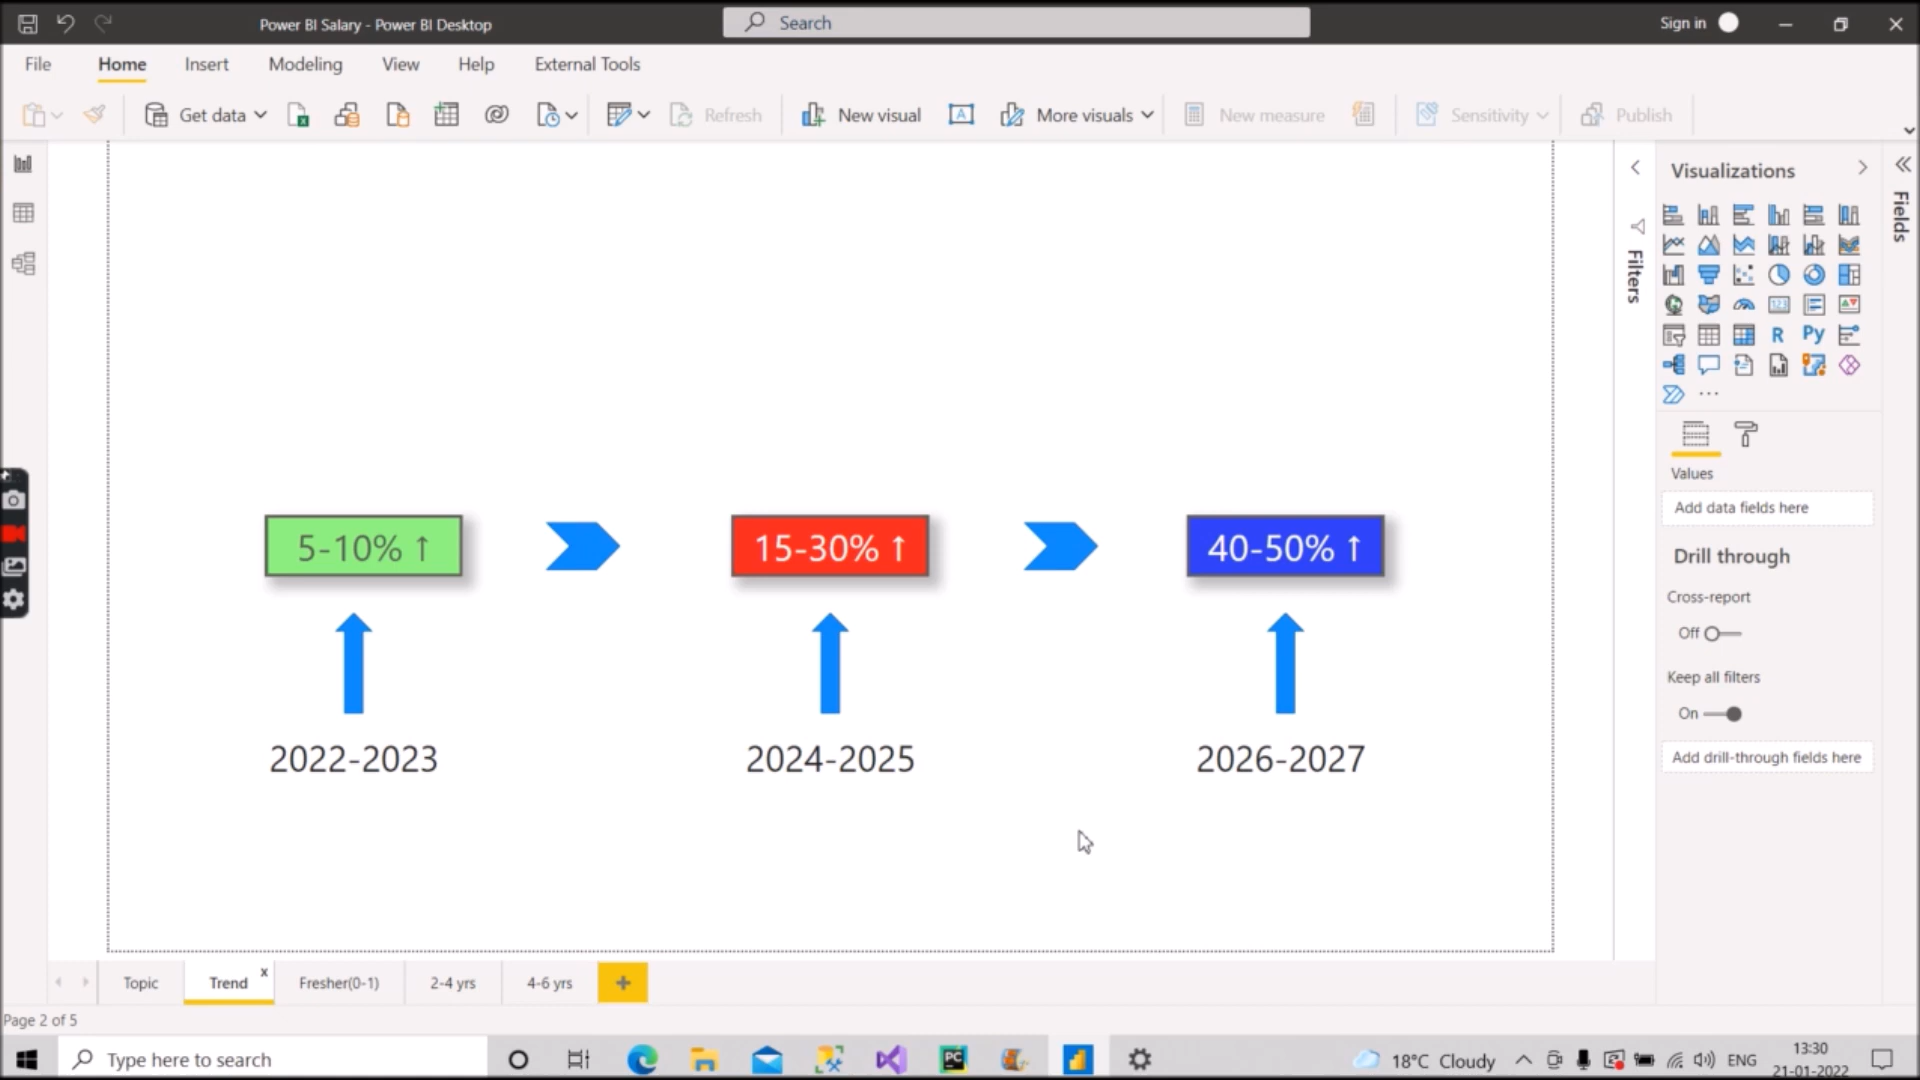 Power BI Salary - Power BI Desktop
Search
Sign in
File Home Insert Modeling View Help External Tools
Get data Refresh New visual More visuals New measure Sensitivity Publish
Visualizations
Fields
Filters
R Py
Values
Add data fields here
Drill through
Cross-report
Off
Keep all filters
On
Add drill-through fields here
5-10% ↑ 15-30% ↑ 40-50% ↑
2022-2023 2024-2025 2026-2027
Topic Trend x Fresher(0-1) 2-4 yrs 4-6 yrs +
Page 2 of 5
Type here to search
PC
18°C Cloudy
ENG
13:30
21-01-2022